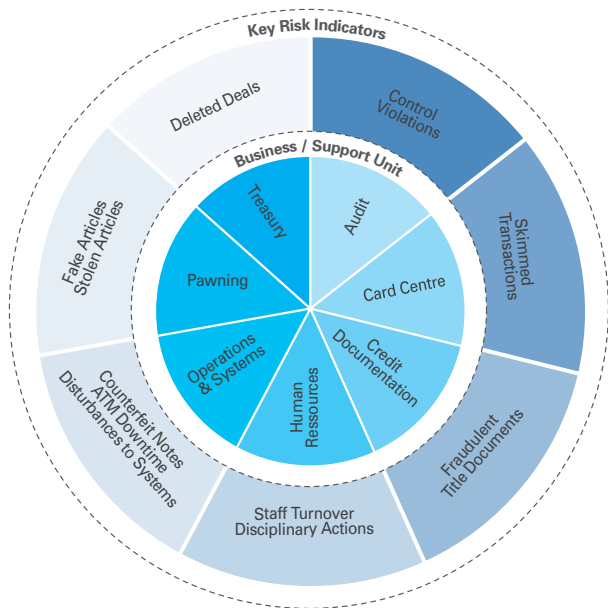 Key Risk Indicators
Deleted Deals
Control
Violations
Skimmed
Transactions
Fraudulent
Title Documents
Staff Turnover
Disciplinary Actions
Counterfeit Notes
ATM Downtime
Disturbances to Systems
Fake Articles
Stolen Articles
Business / Support Unit
Treasury
Audit
Card Centre
Credit
Documentation
Human
Ressources
Operations
& Systems
Pawning